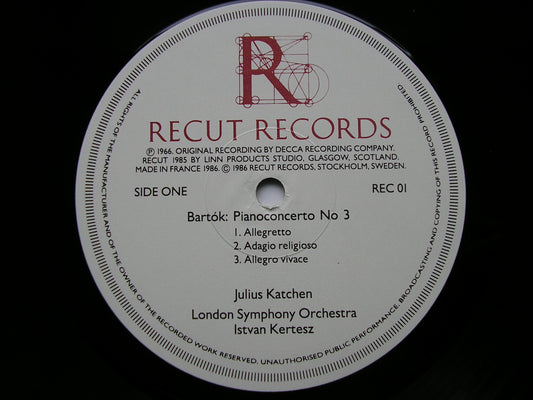 R
RECUT RECORDS
Ⓟ 1966. ORIGINAL RECORDING BY DECCA RECORDING COMPANY.
RECUT 1985 BY LINN PRODUCTS STUDIO, GLASGOW, SCOTLAND.
MADE IN FRANCE 1986. © 1986 RECUT RECORDS, STOCKHOLM, SWEDEN.
SIDE ONE
REC 01
Bartók: Pianoconcerto No 3
1. Allegretto
2. Adagio religioso
3. Allegro vivace
Julius Katchen
London Symphony Orchestra
Istvan Kertesz
ALL RIGHTS OF THE MANUFACTURER AND OF THE OWNER OF THE RECORDED WORK RESERVED. UNAUTHORISED PUBLIC PERFORMANCE, BROADCASTING AND COPYING OF THIS RECORD PROHIBITED